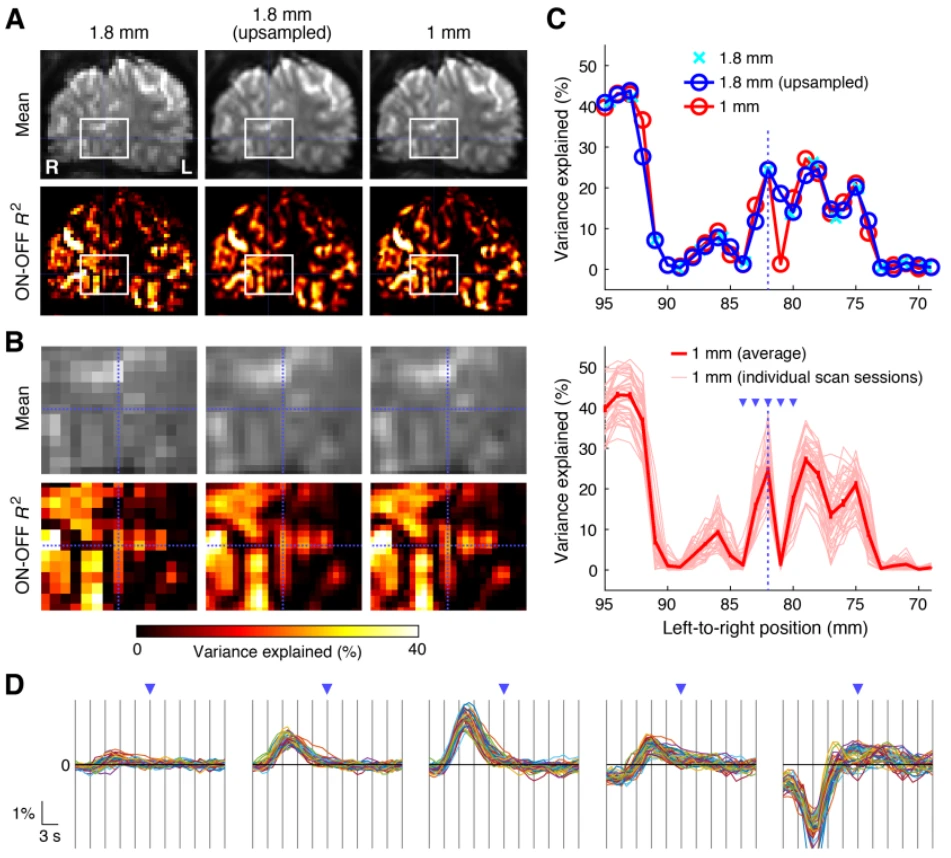 A
1.8 mm
1.8 mm
(upsampled)
1 mm
Mean
R
L
ON-OFF R²
B
Mean
ON-OFF R²
0
40
Variance explained (%)
C
1.8 mm
1.8 mm (upsampled)
1 mm
Variance explained (%)
50
40
30
20
10
0
95
90
85
80
75
70
1 mm (average)
1 mm (individual scan sessions)
Variance explained (%)
50
40
30
20
10
0
95
90
85
80
75
70
Left-to-right position (mm)
D
0
1%
3 s